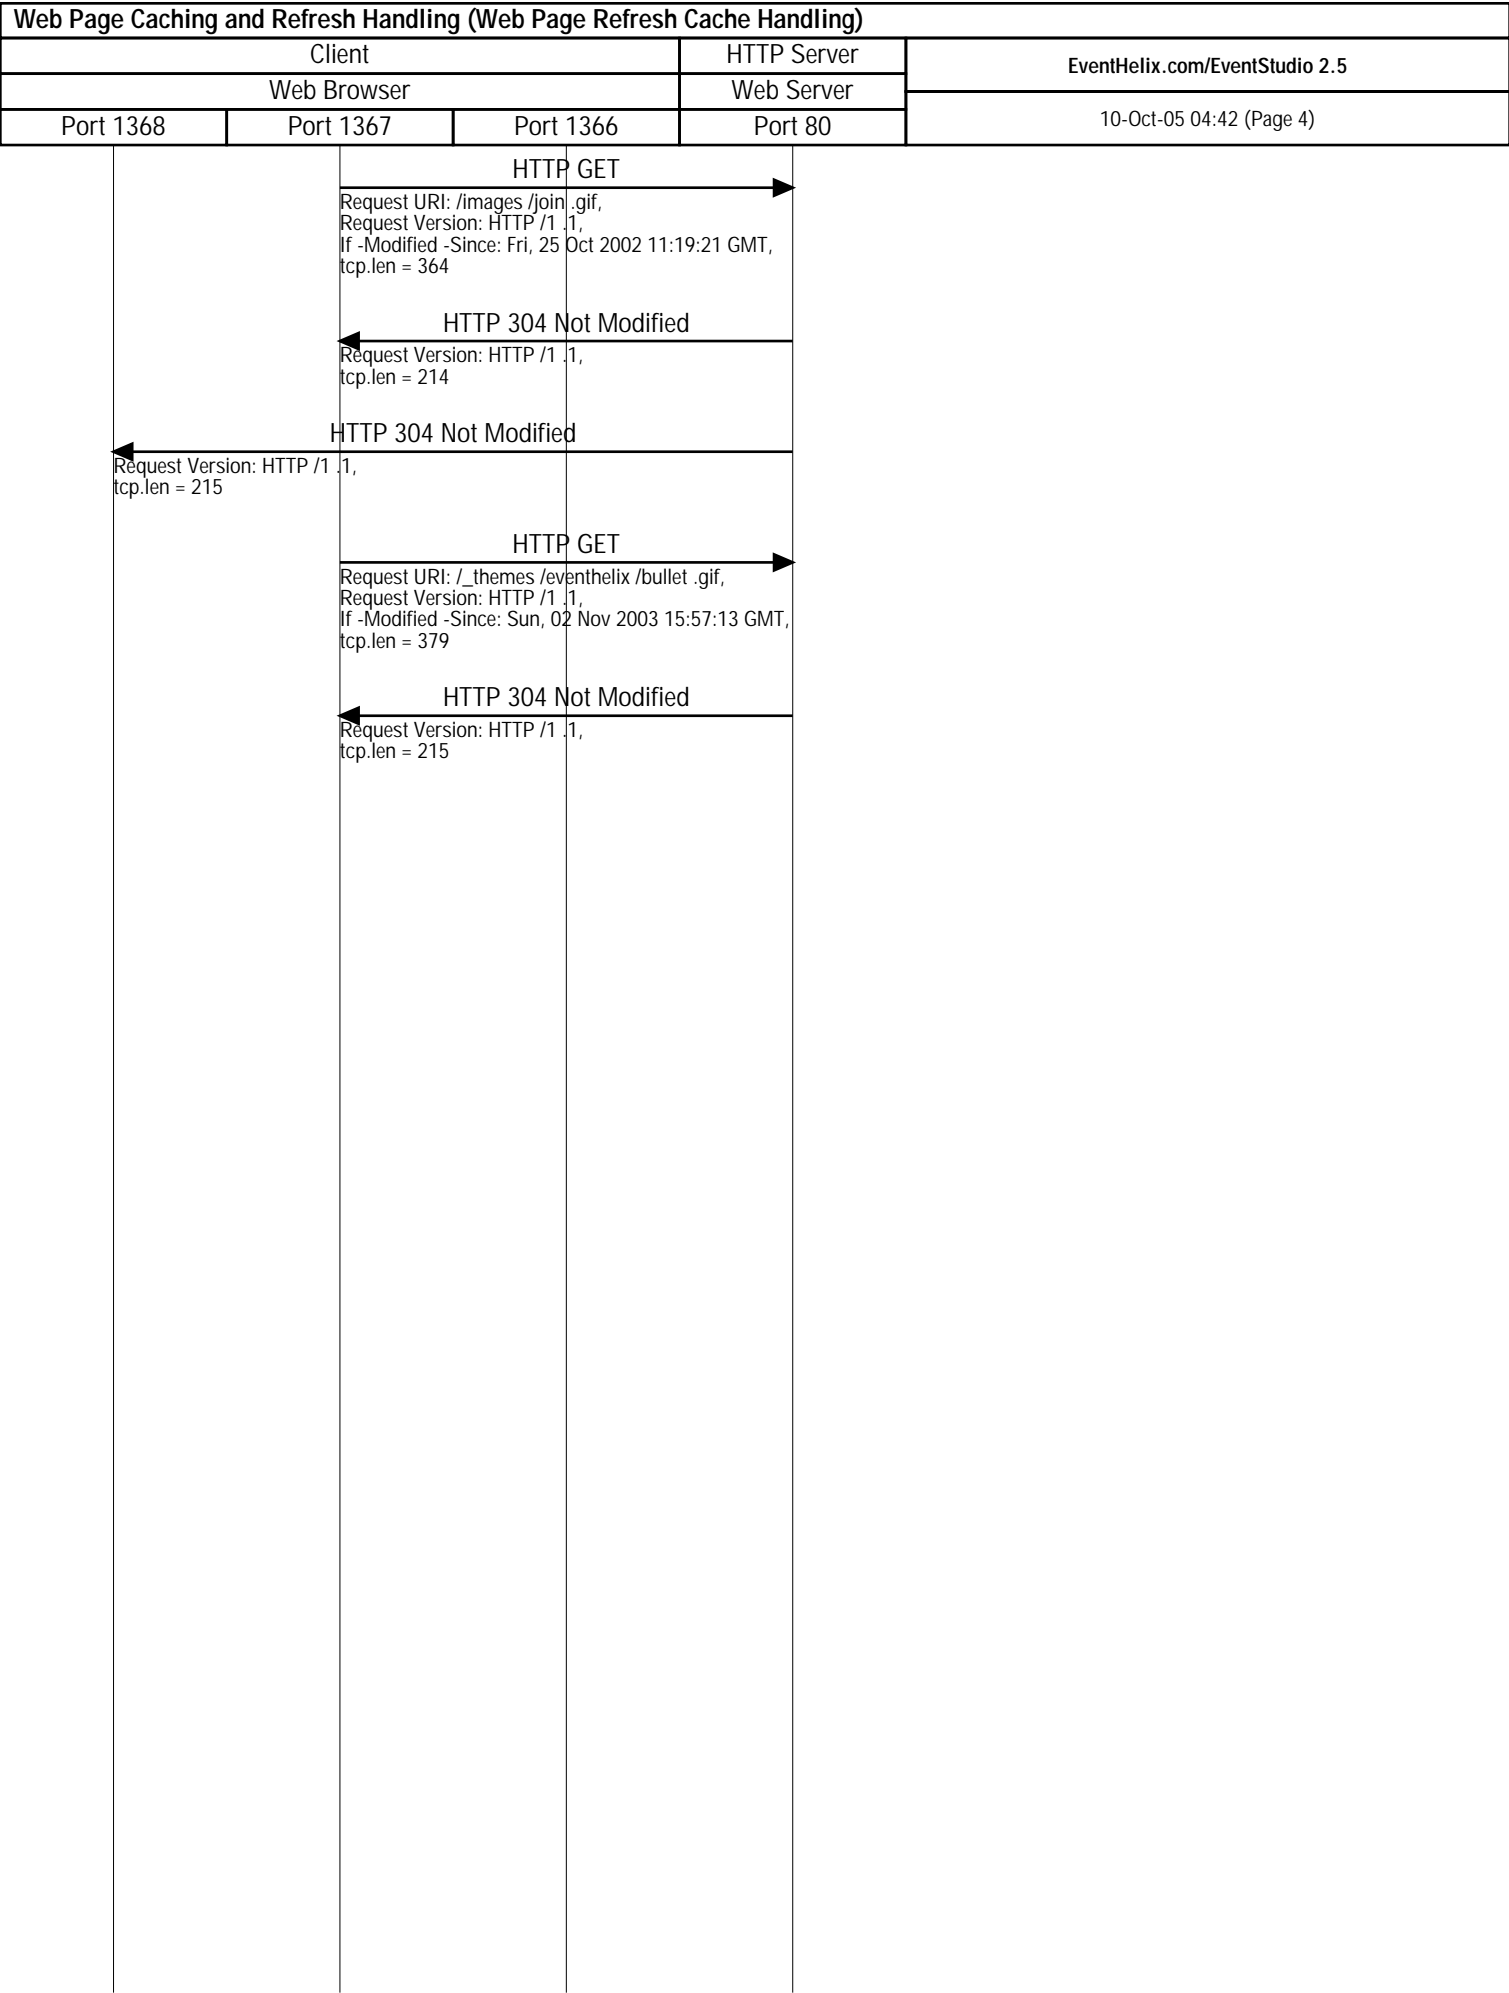 Web Page Caching and Refresh Handling (Web Page Refresh Cache Handling)
Client
HTTP Server
EventHelix.com/EventStudio 2.5
Web Browser
Web Server
10-Oct-05 04:42 (Page 4)
Port 1368
Port 1367
Port 1366
Port 80
HTTP GET
Request URI: /images /join .gif,
Request Version: HTTP /1 .1,
If -Modified -Since: Fri, 25 Oct 2002 11:19:21 GMT,
tcp.len = 364
HTTP 304 Not Modified
Request Version: HTTP /1 .1,
tcp.len = 214
HTTP 304 Not Modified
Request Version: HTTP /1 .1,
tcp.len = 215
HTTP GET
Request URI: /_themes /eventhelix /bullet .gif,
Request Version: HTTP /1 .1,
If -Modified -Since: Sun, 02 Nov 2003 15:57:13 GMT,
tcp.len = 379
HTTP 304 Not Modified
Request Version: HTTP /1 .1,
tcp.len = 215